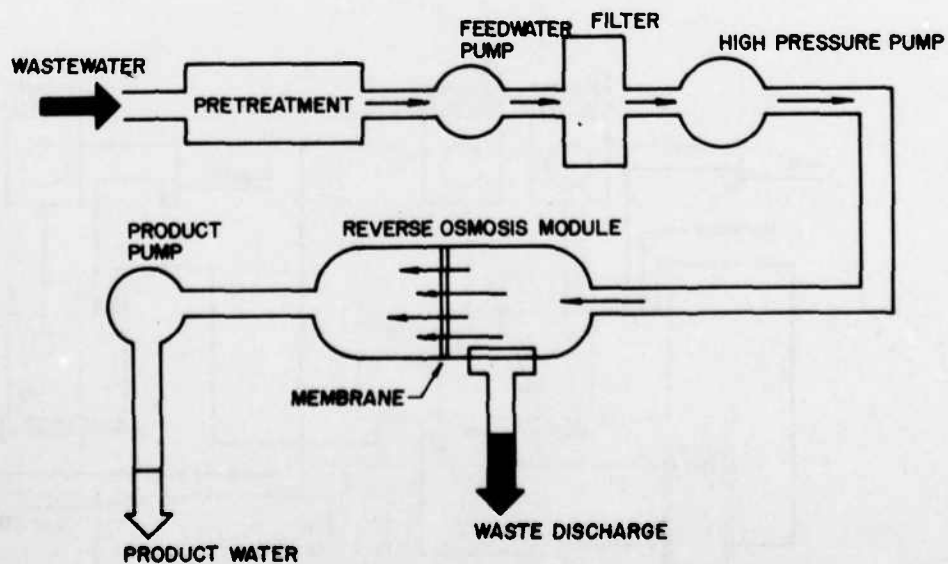 WASTEWATER
PRETREATMENT
FEEDWATER
PUMP
FILTER
HIGH PRESSURE PUMP
PRODUCT
PUMP
REVERSE OSMOSIS MODULE
MEMBRANE
WASTE DISCHARGE
PRODUCT WATER